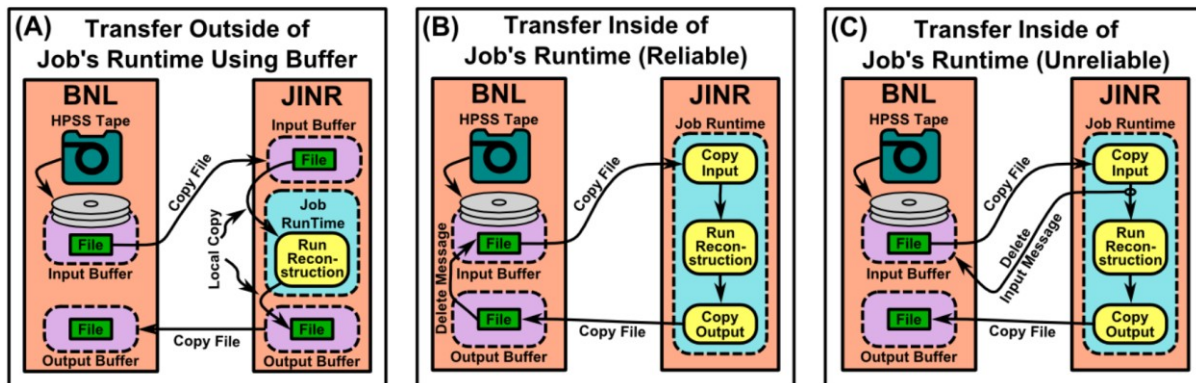 (A)
Transfer Outside of
Job's Runtime Using Buffer
BNL
HPSS Tape
File
Input Buffer
File
Output Buffer
Copy File
Local Copy
Copy File
JINR
Input Buffer
File
Job
RunTime
Run
Recon-
struction
File
Output Buffer
(B)
Transfer Inside of
Job's Runtime (Reliable)
BNL
HPSS Tape
File
Input Buffer
Delete Message
File
Output Buffer
Copy File
Copy File
JINR
Job Runtime
Copy
Input
Run
Recon-
struction
Copy
Output
(C)
Transfer Inside of
Job's Runtime (Unreliable)
BNL
HPSS Tape
File
Input Buffer
File
Output Buffer
Copy File
Delete
Input Message
Copy File
JINR
Job Runtime
Copy
Input
Run
Recon-
struction
Copy
Output